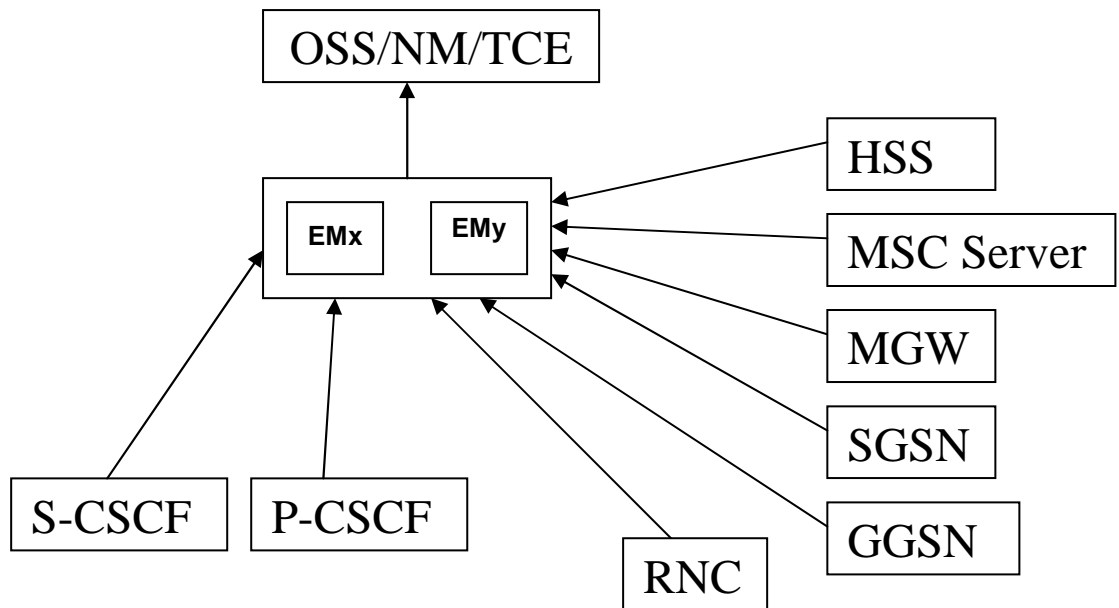 OSS/NM/TCE
HSS
EMx
EMy
MSC Server
MGW
SGSN
S-CSCF
P-CSCF
GGSN
RNC